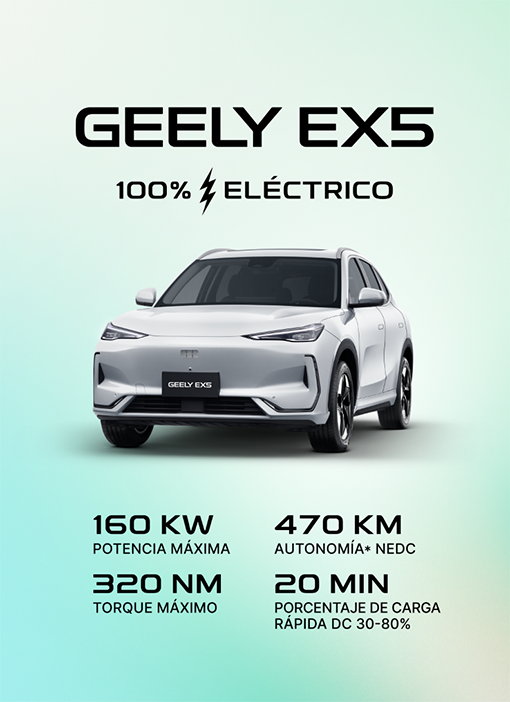 GEELY EX5
100% ELÉCTRICO
GEELY EX5
160 KW
POTENCIA MÁXIMA
470 KM
AUTONOMÍA* NEDC
320 NM
TORQUE MÁXIMO
20 MIN
PORCENTAJE DE CARGA
RÁPIDA DC 30-80%